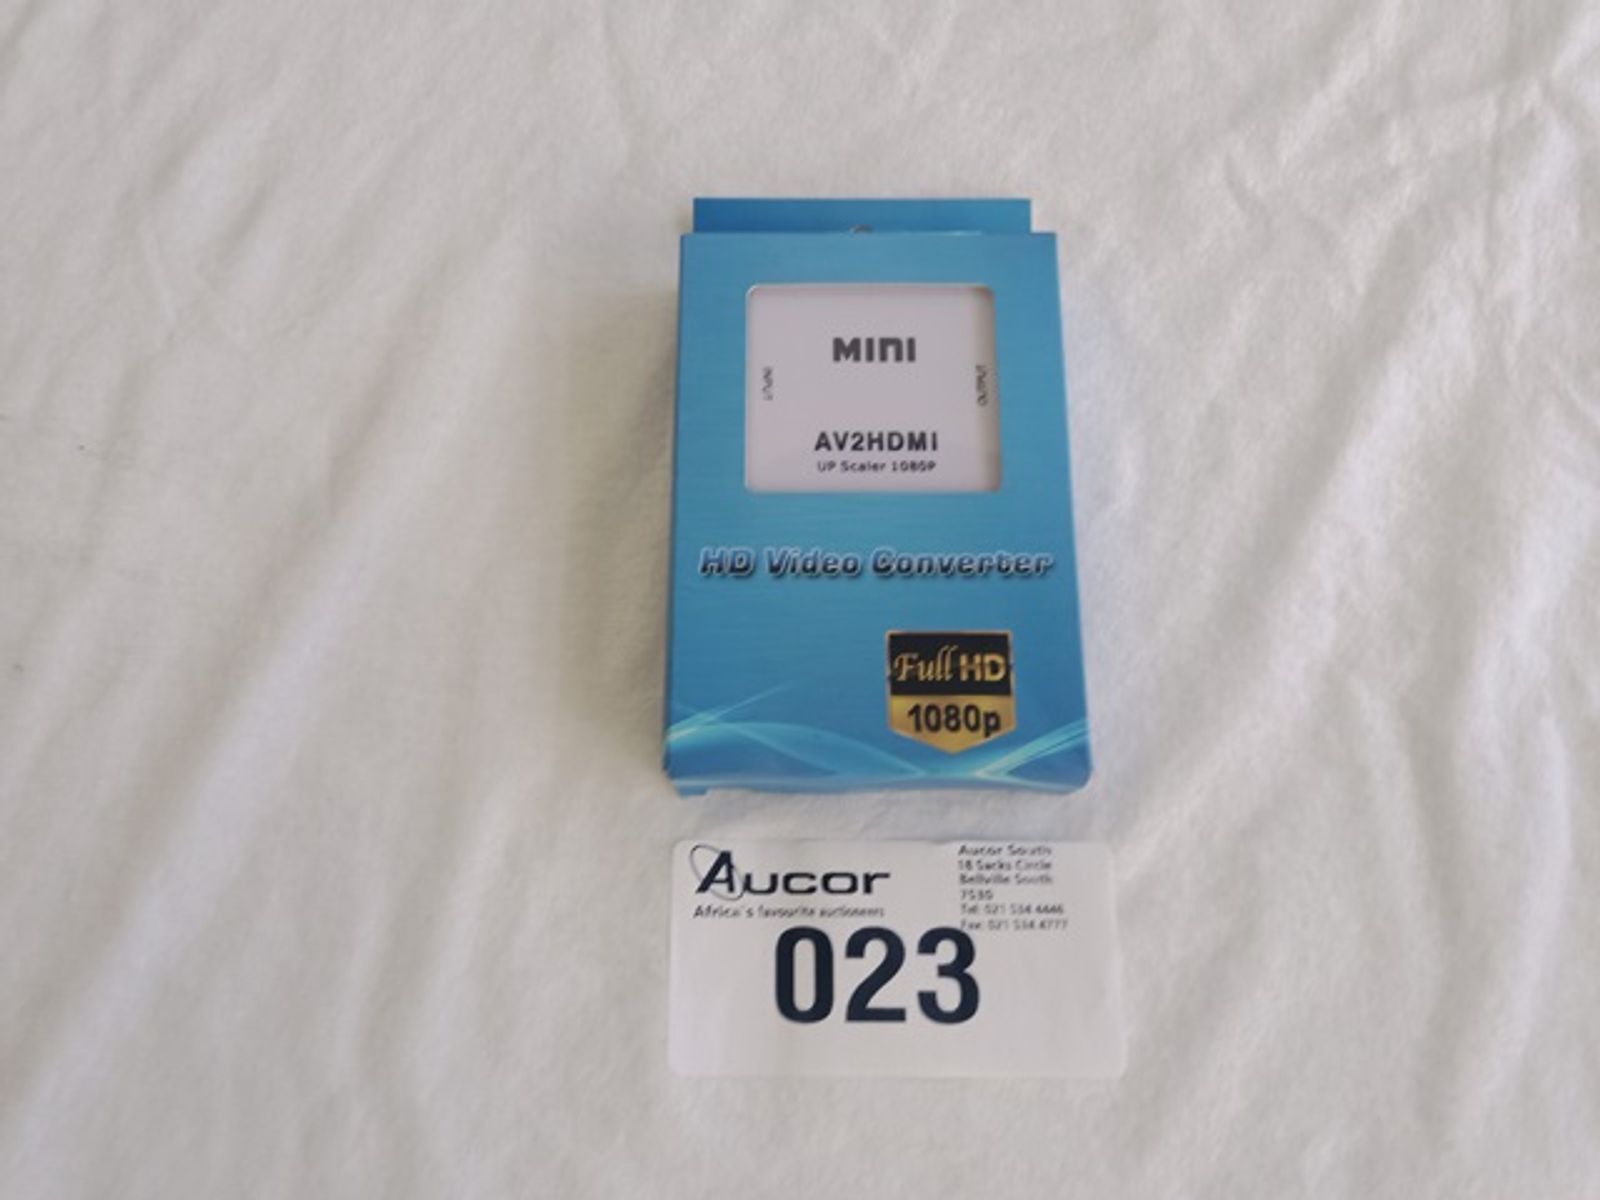 MINI
INPUT
OUTPUT
AV2HDMI
UP Scaler 1080P
HD Video Converter
Full HD
1080p
Aucor
Africa's favourite auctioneers
Aucor South
18 Sacks Circle
Bellville South
7530
Tel: 021 534 4446
Fax: 021 534 4777
023